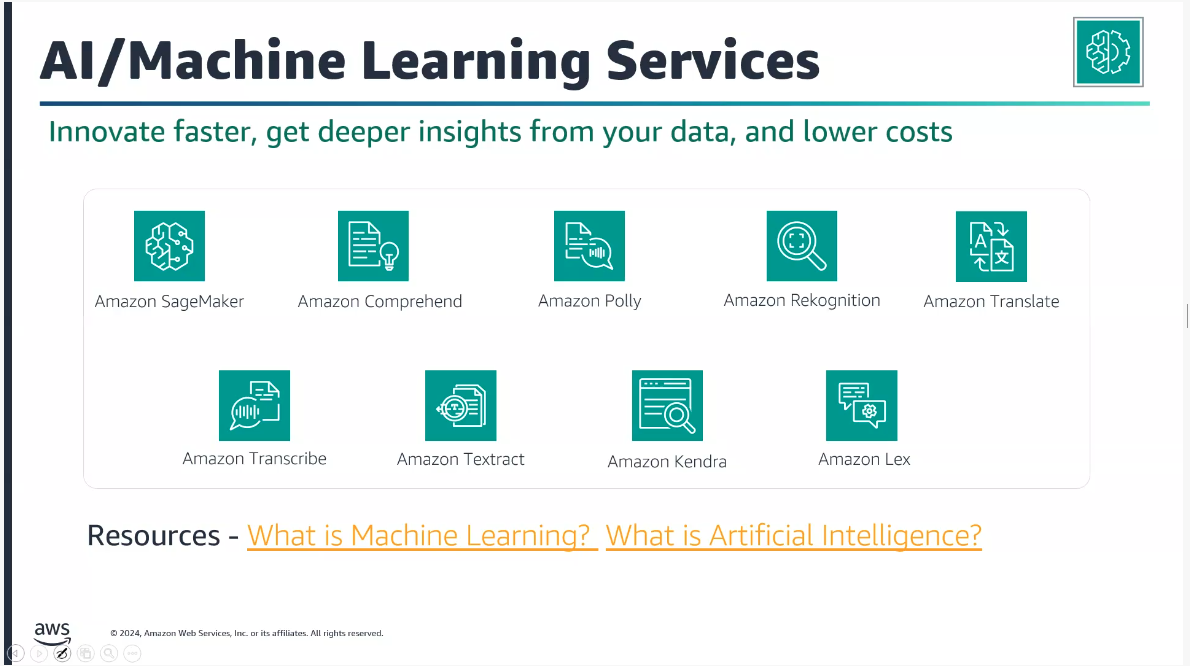 AI/Machine Learning Services
Innovate faster, get deeper insights from your data, and lower costs
Amazon SageMaker
Amazon Comprehend
Amazon Polly
Amazon Rekognition
Amazon Translate
A
文
Amazon Transcribe
Amazon Textract
Amazon Kendra
Amazon Lex
Resources - What is Machine Learning? What is Artificial Intelligence?
aws
© 2024, Amazon Web Services, Inc. or its affiliates. All rights reserved.